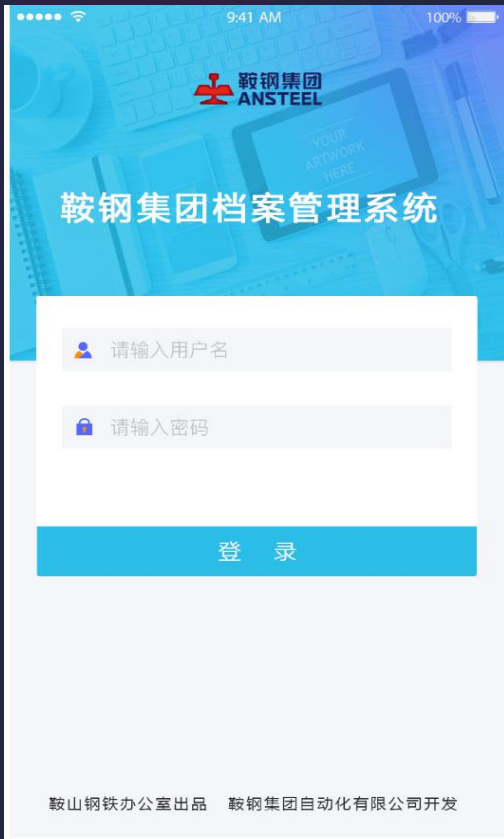 9:41 AM 100%
鞍钢集团
ANSTEEL
YOUR
ARTWORK
HERE
鞍钢集团档案管理系统
请输入用户名
请输入密码
登 录
鞍山钢铁办公室出品 鞍钢集团自动化有限公司开发